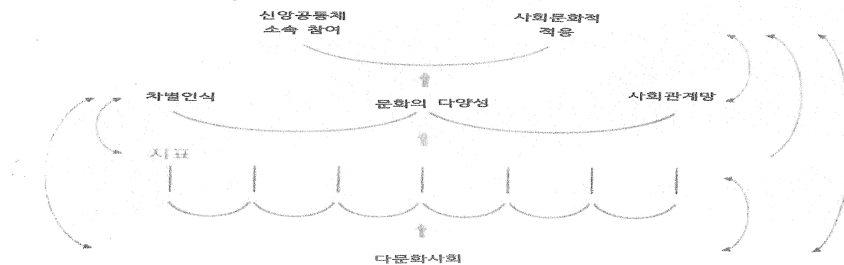 신앙공동체
소속 참여
사회문화적
적응
차별인식
문화의 다양성
사회관계망
지표
다문화사회